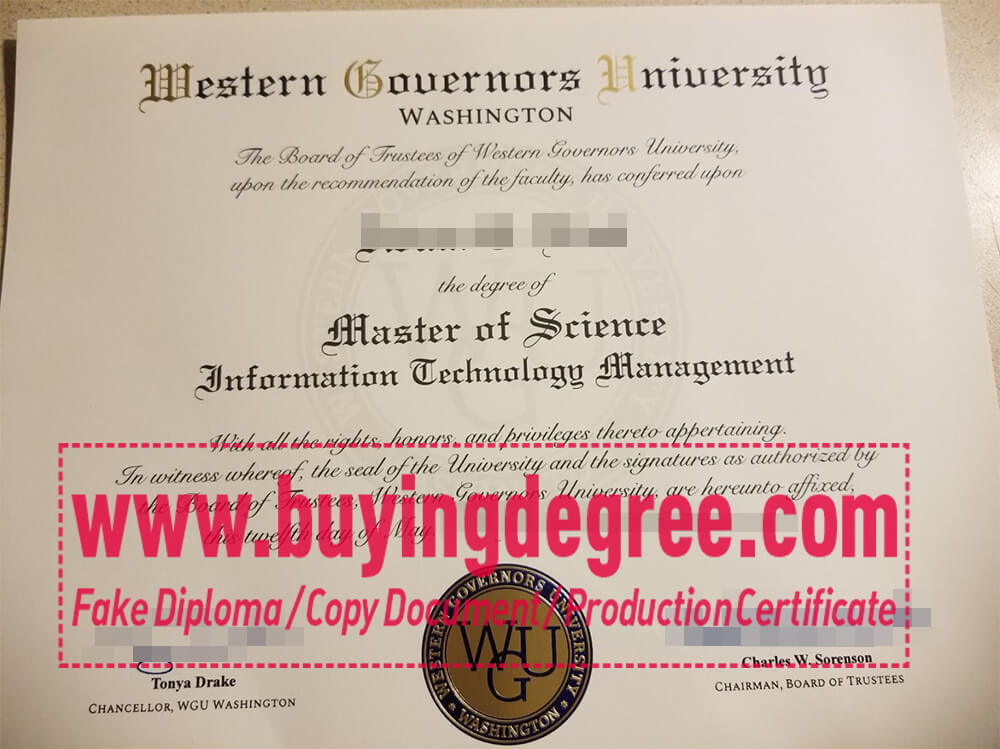 Western Governors University
WASHINGTON
The Board of Trustees of Western Governors University,
upon the recommendation of the faculty, has conferred upon
the degree of
Master of Science
Information Technology Management
With all the rights, honors, and privileges thereto appertaining.
In witness whereof, the seal of the University and the signatures as authorized by
the Board of Trustees, Western Governors University, are hereunto affixed,
this twelfth day of May.
www.buyingdegree.com
Fake Diploma / Copy Document / Production Certificate
WESTERN GOVERNORS UNIVERSITY
WGU
WASHINGTON
Tonya Drake
CHANCELLOR, WGU WASHINGTON
Charles W. Sorenson
CHAIRMAN, BOARD OF TRUSTEES